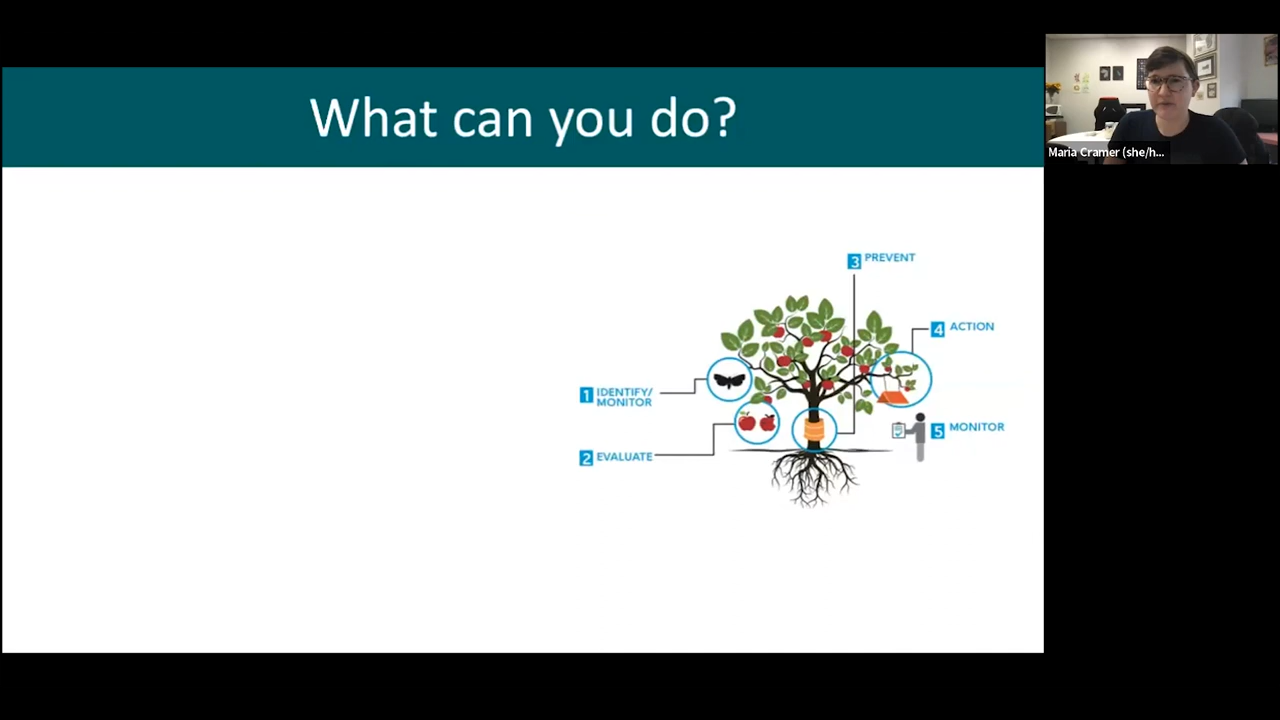 What can you do?
Maria Cramer (she/h...
3 PREVENT
4 ACTION
1 IDENTIFY/
MONITOR
5 MONITOR
2 EVALUATE